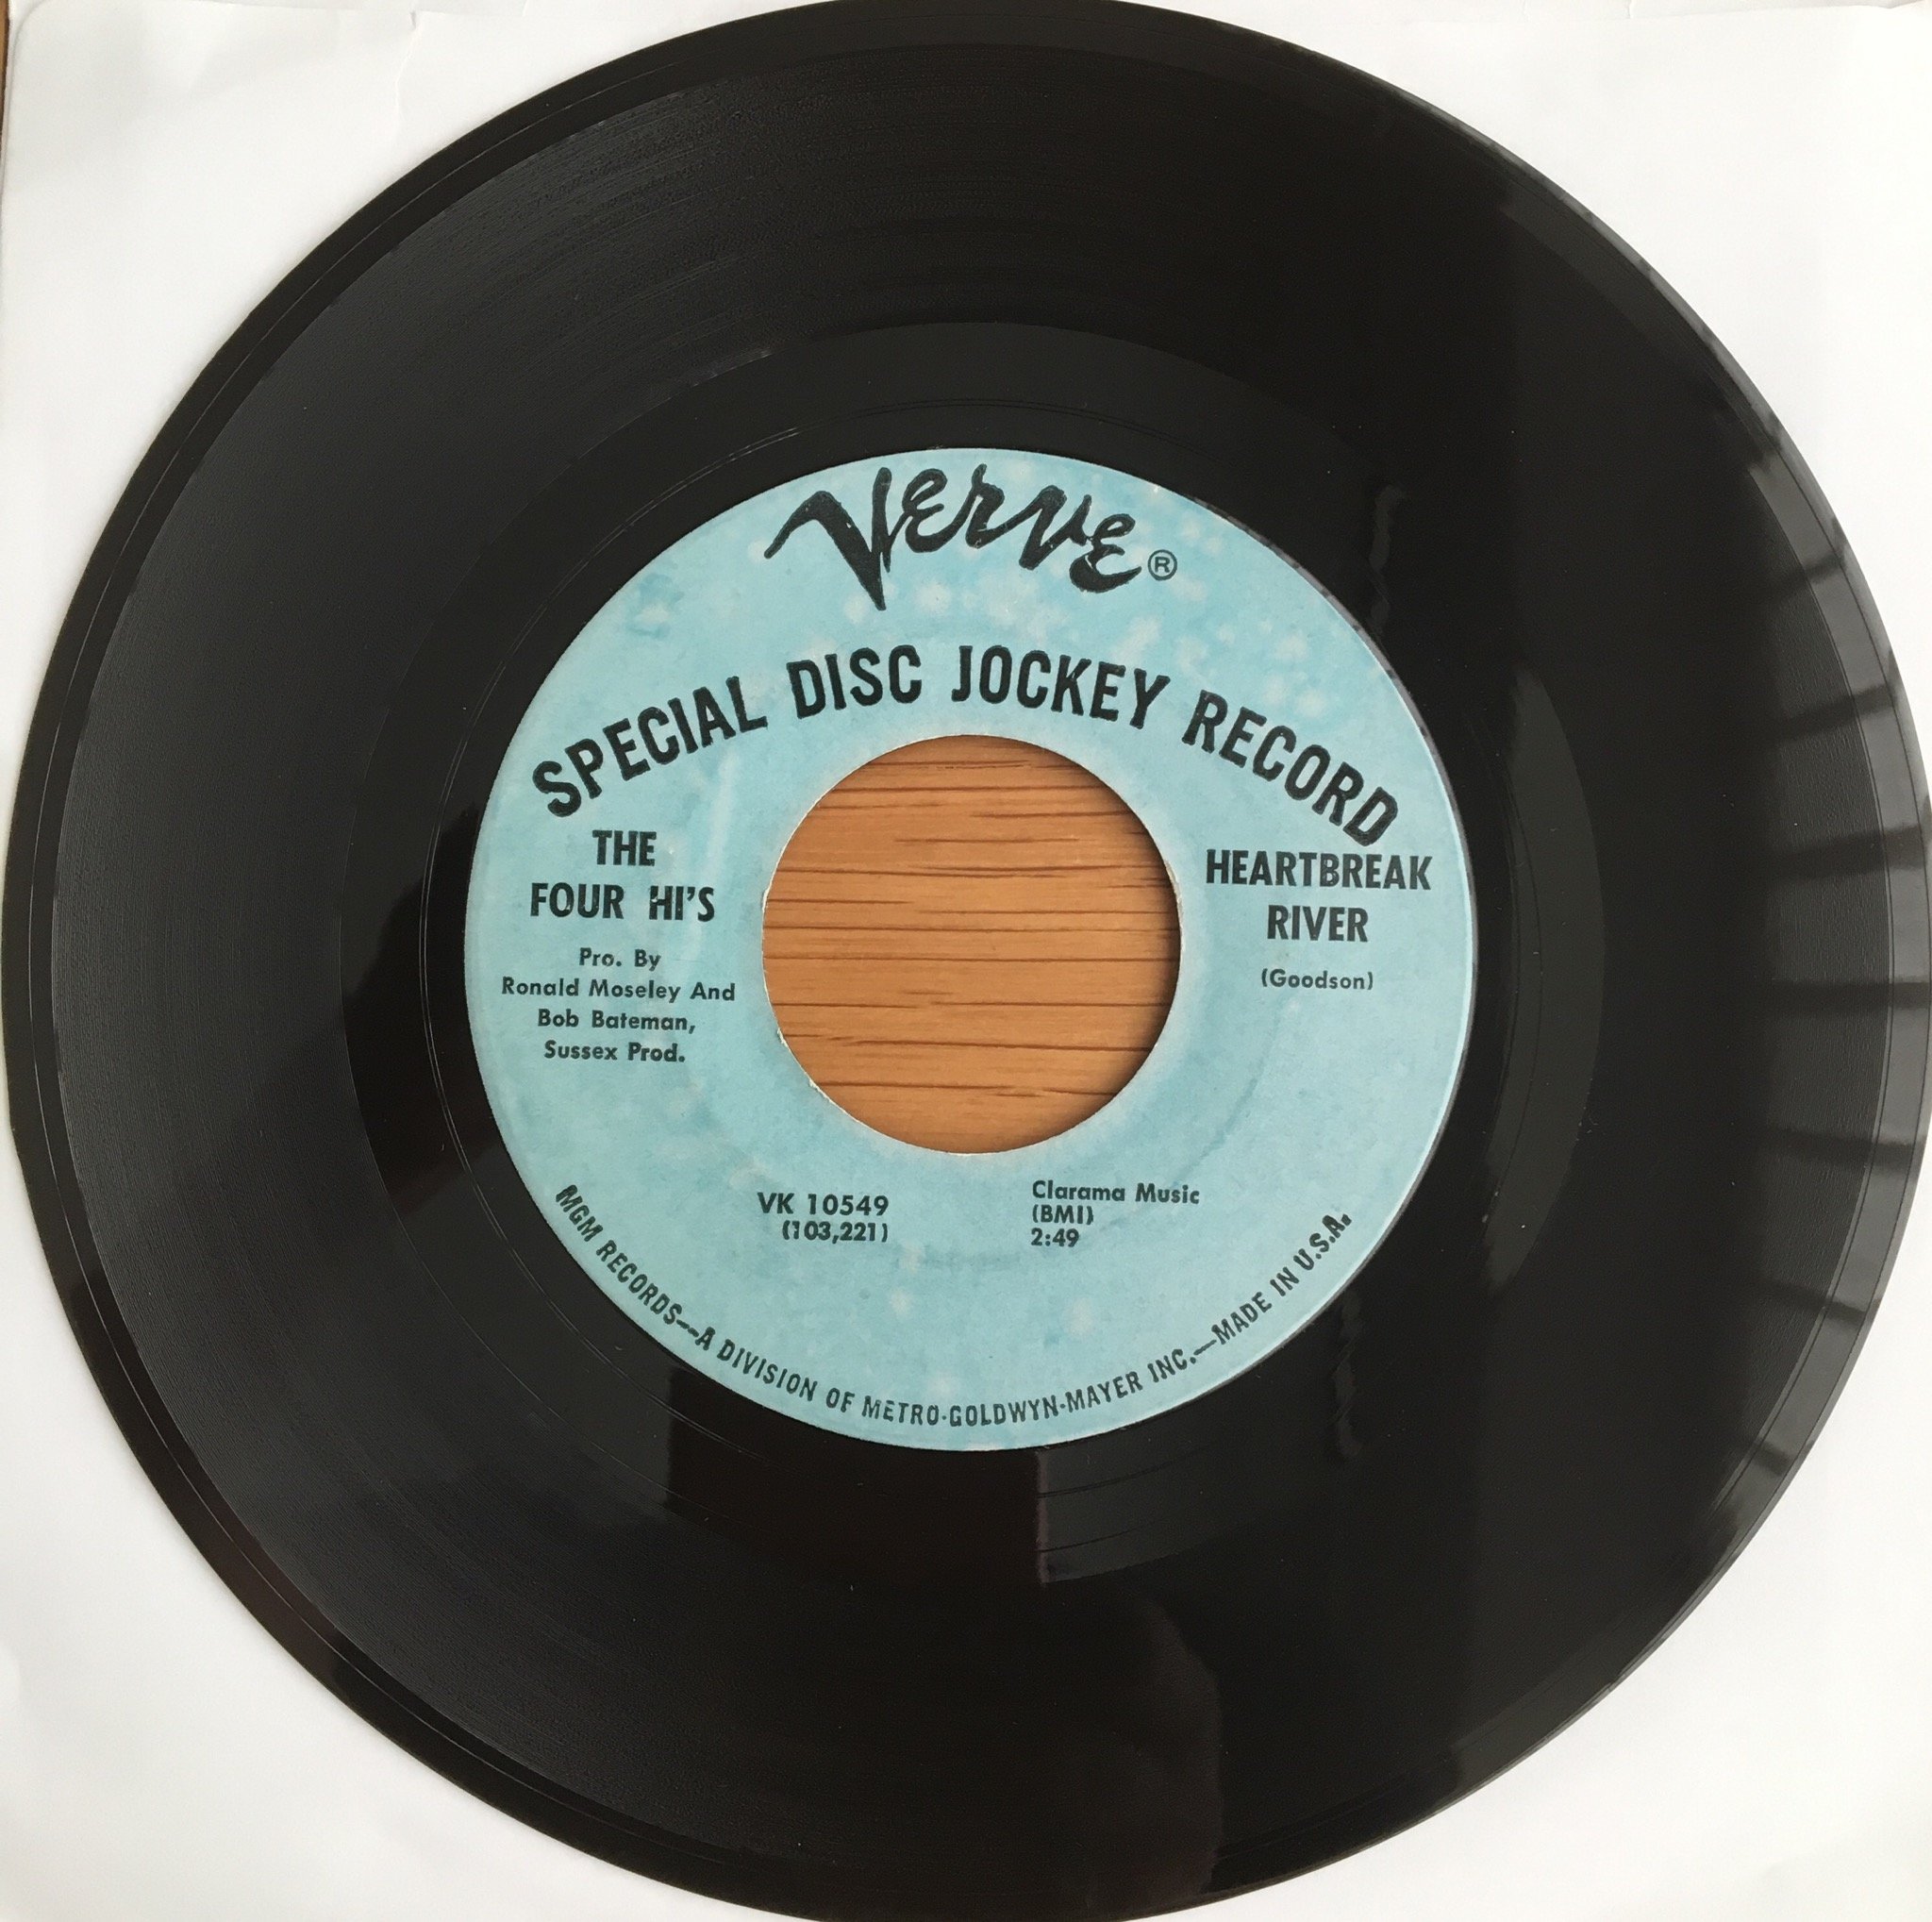 Verve®
SPECIAL DISC JOCKEY RECORD
THE
FOUR HI'S
Pro. By
Ronald Moseley And
Bob Bateman,
Sussex Prod.
HEARTBREAK
RIVER
(Goodson)
VK 10549
(103,221)
Clarama Music
(BMI)
2:49
MGM RECORDS—A DIVISION OF METRO-GOLDWYN-MAYER INC.—MADE IN U.S.A.